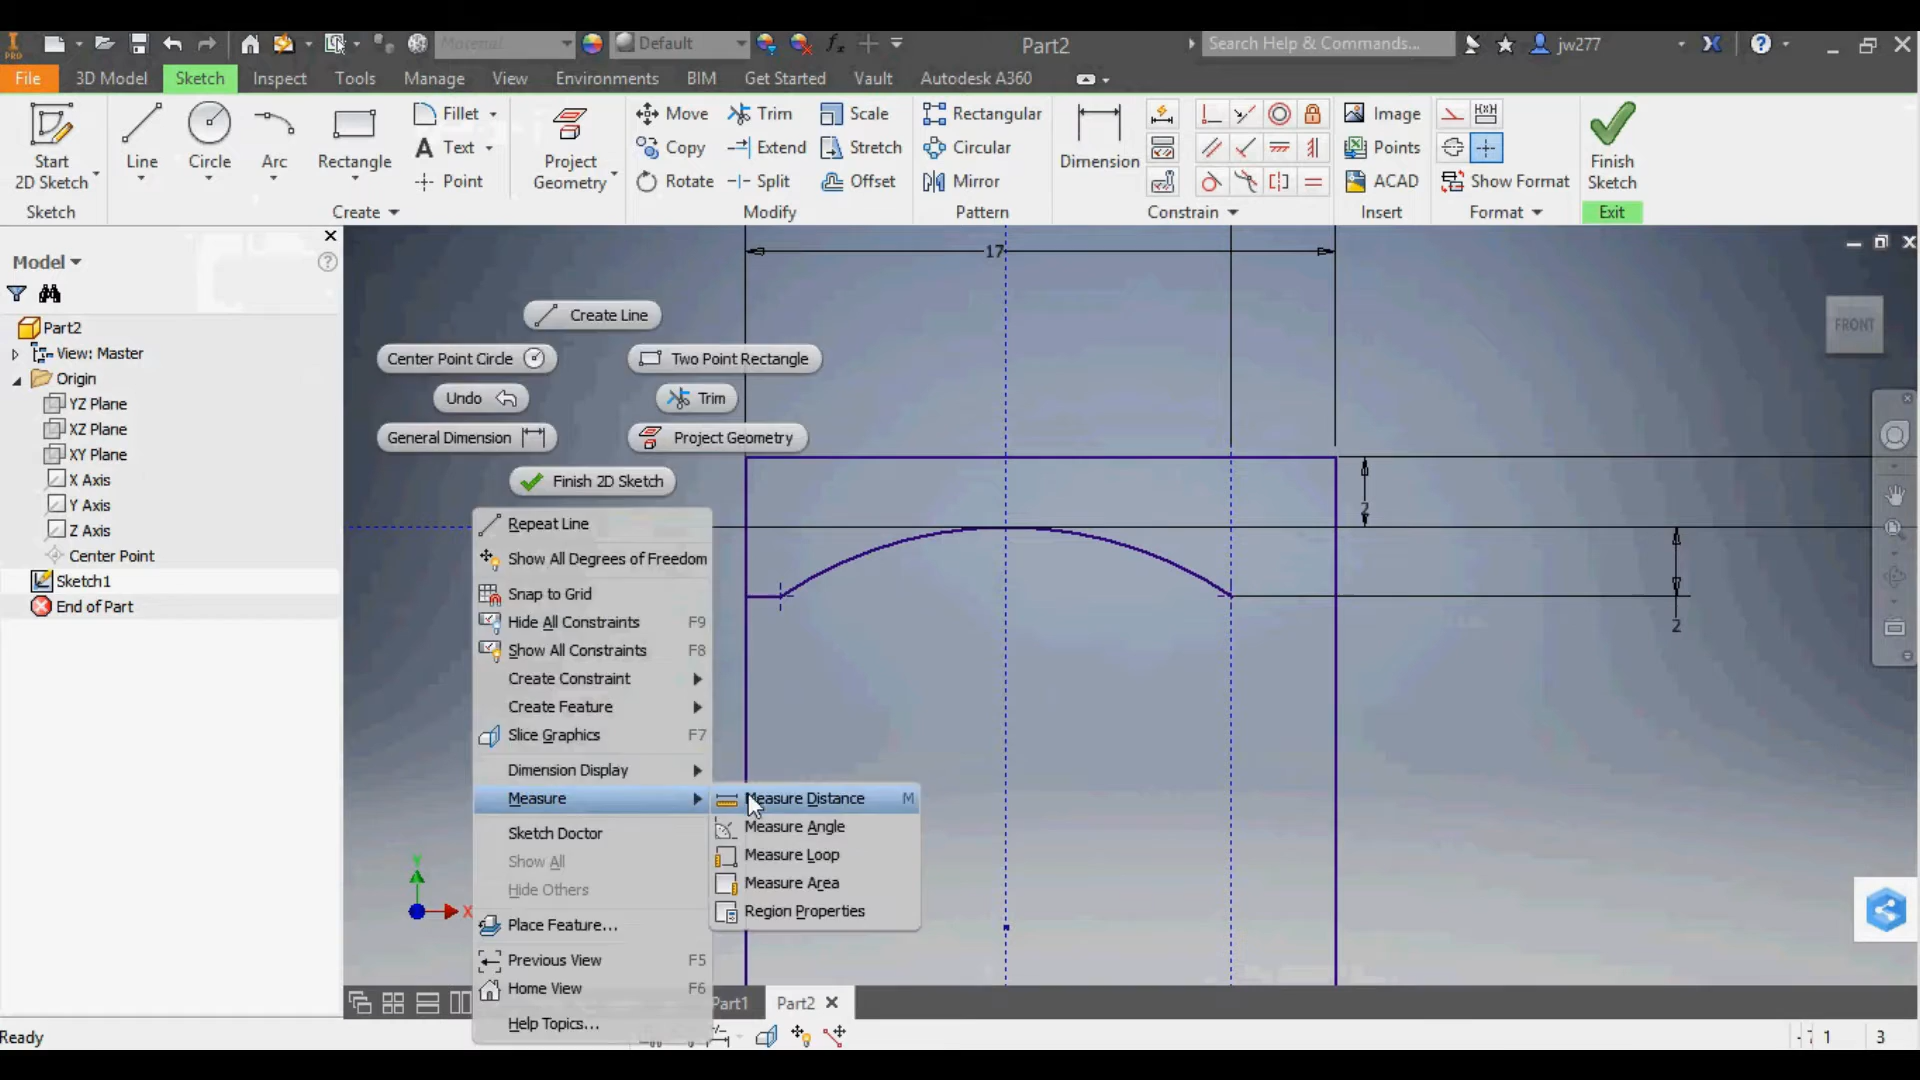 PRO
Material
Default
fx
Part2
Search Help & Commands...
jw277
File
3D Model
Sketch
Inspect
Tools
Manage
View
Environments
BIM
Get Started
Vault
Autodesk A360
Start
2D Sketch
Line
Circle
Arc
Rectangle
Fillet
Text
Point
Project
Geometry
Move
Trim
Scale
Copy
Extend
Stretch
Rotate
Split
Offset
Rectangular
Circular
Mirror
Dimension
Image
Points
ACAD
Show Format
Finish
Sketch
Sketch
Create
Modify
Pattern
Constrain
Insert
Format
Exit
Model
Part2
View: Master
Origin
YZ Plane
XZ Plane
XY Plane
X Axis
Y Axis
Z Axis
Center Point
Sketch1
End of Part
17
FRONT
Create Line
Center Point Circle
Two Point Rectangle
Undo
Trim
General Dimension
Project Geometry
Finish 2D Sketch
2
2
Repeat Line
Show All Degrees of Freedom
Snap to Grid
Hide All Constraints F9
Show All Constraints F8
Create Constraint
Create Feature
Slice Graphics F7
Dimension Display
Measure
Sketch Doctor
Show All
Hide Others
Place Feature...
Previous View F5
Home View F6
Help Topics...
Measure Distance M
Measure Angle
Measure Loop
Measure Area
Region Properties
Y
X
Part1
Part2
Ready
1
3